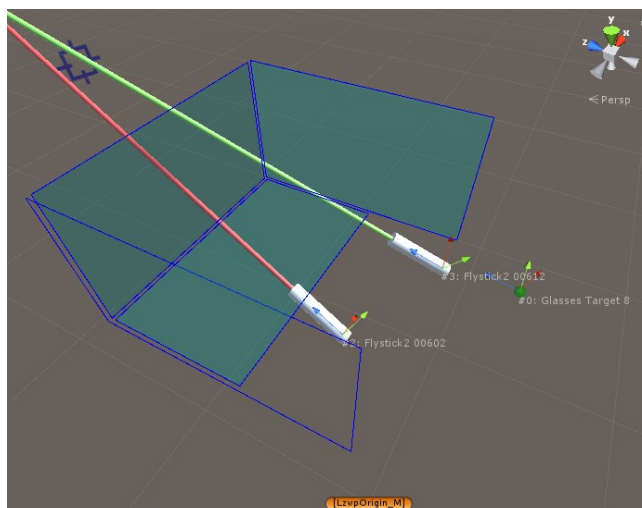 y
x
z
< Persp
#3: Flystick2 00612
#0: Glasses Target 8
#2: Flystick2 00602
[LzwpOrigin_M]